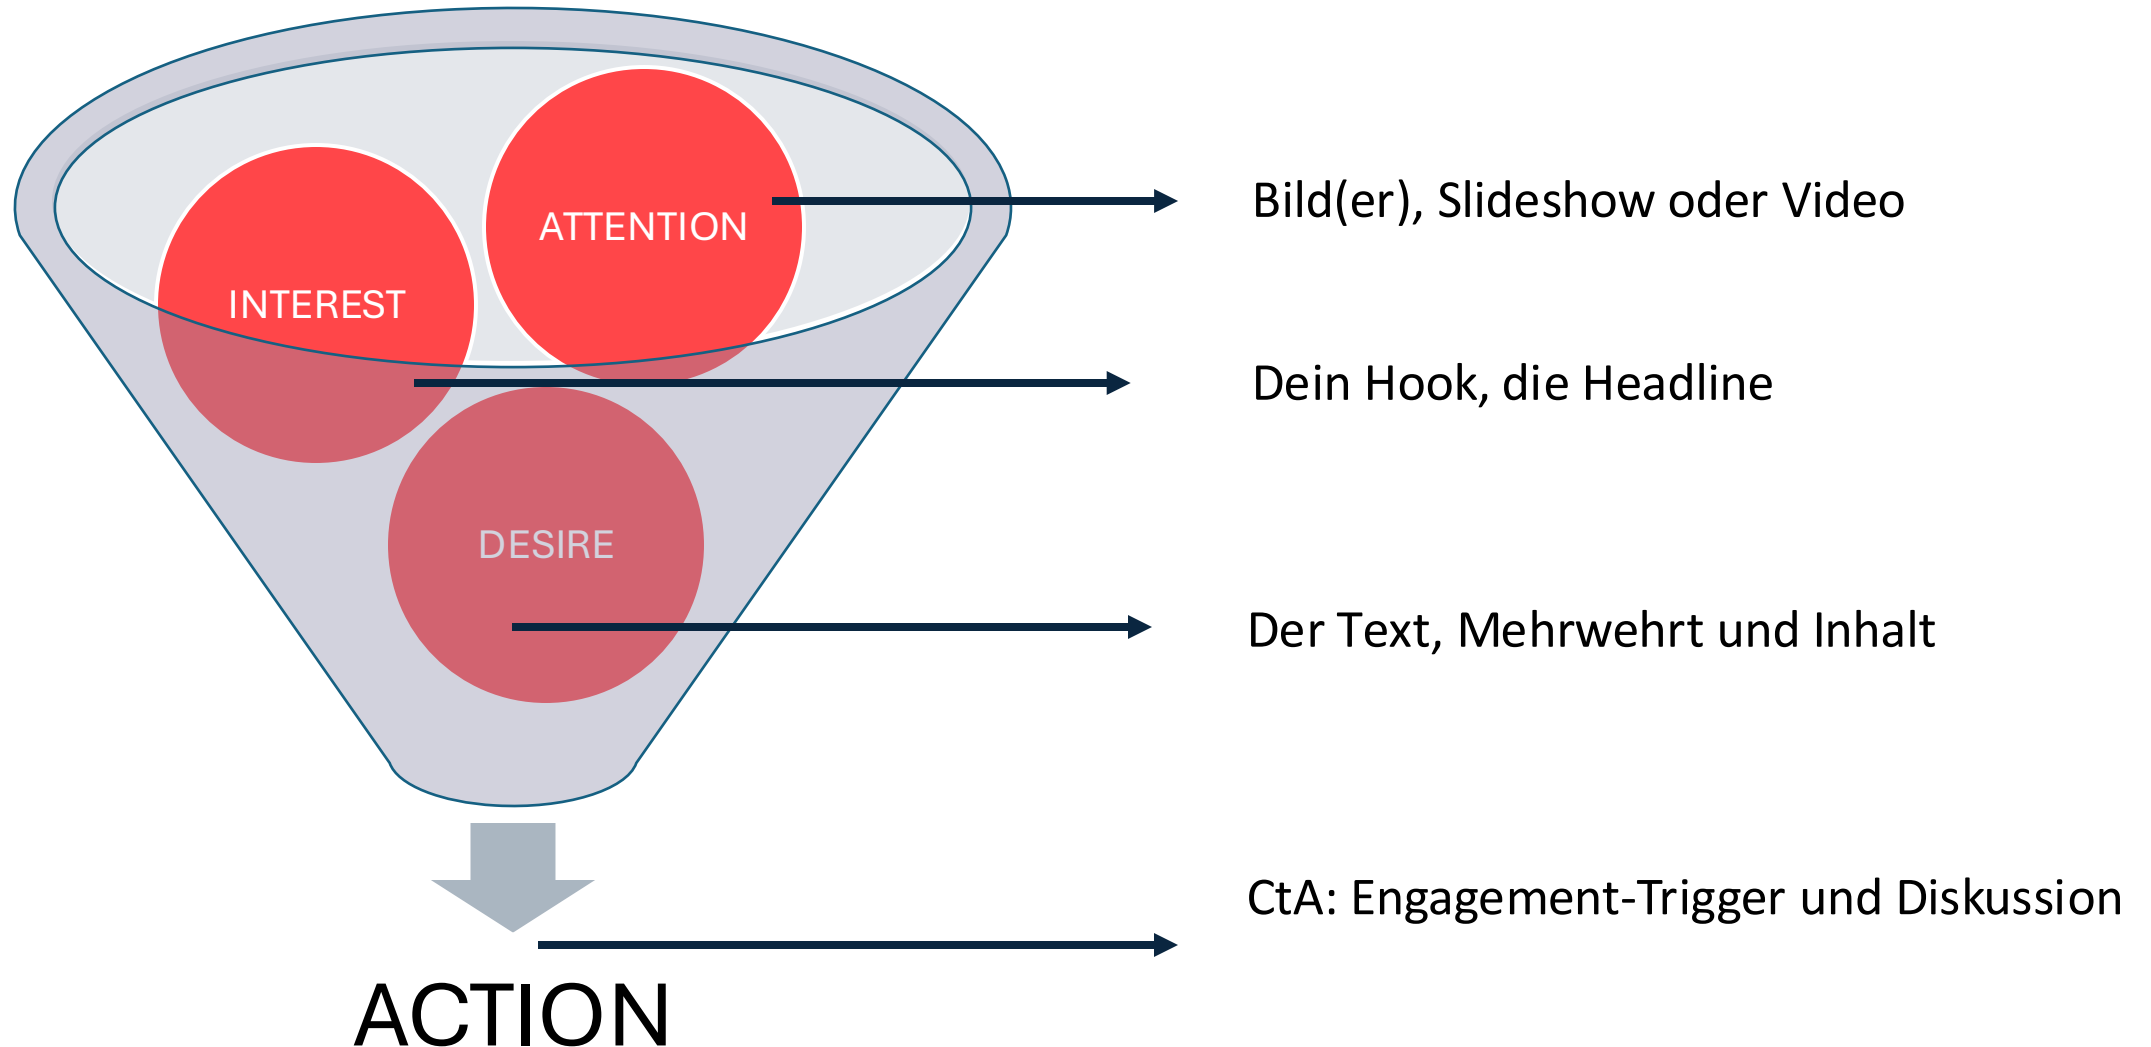 ATTENTION
Bild(er), Slideshow oder Video
INTEREST
Dein Hook, die Headline
DESIRE
Der Text, Mehrwehrt und Inhalt
CtA: Engagement-Trigger und Diskussion
ACTION